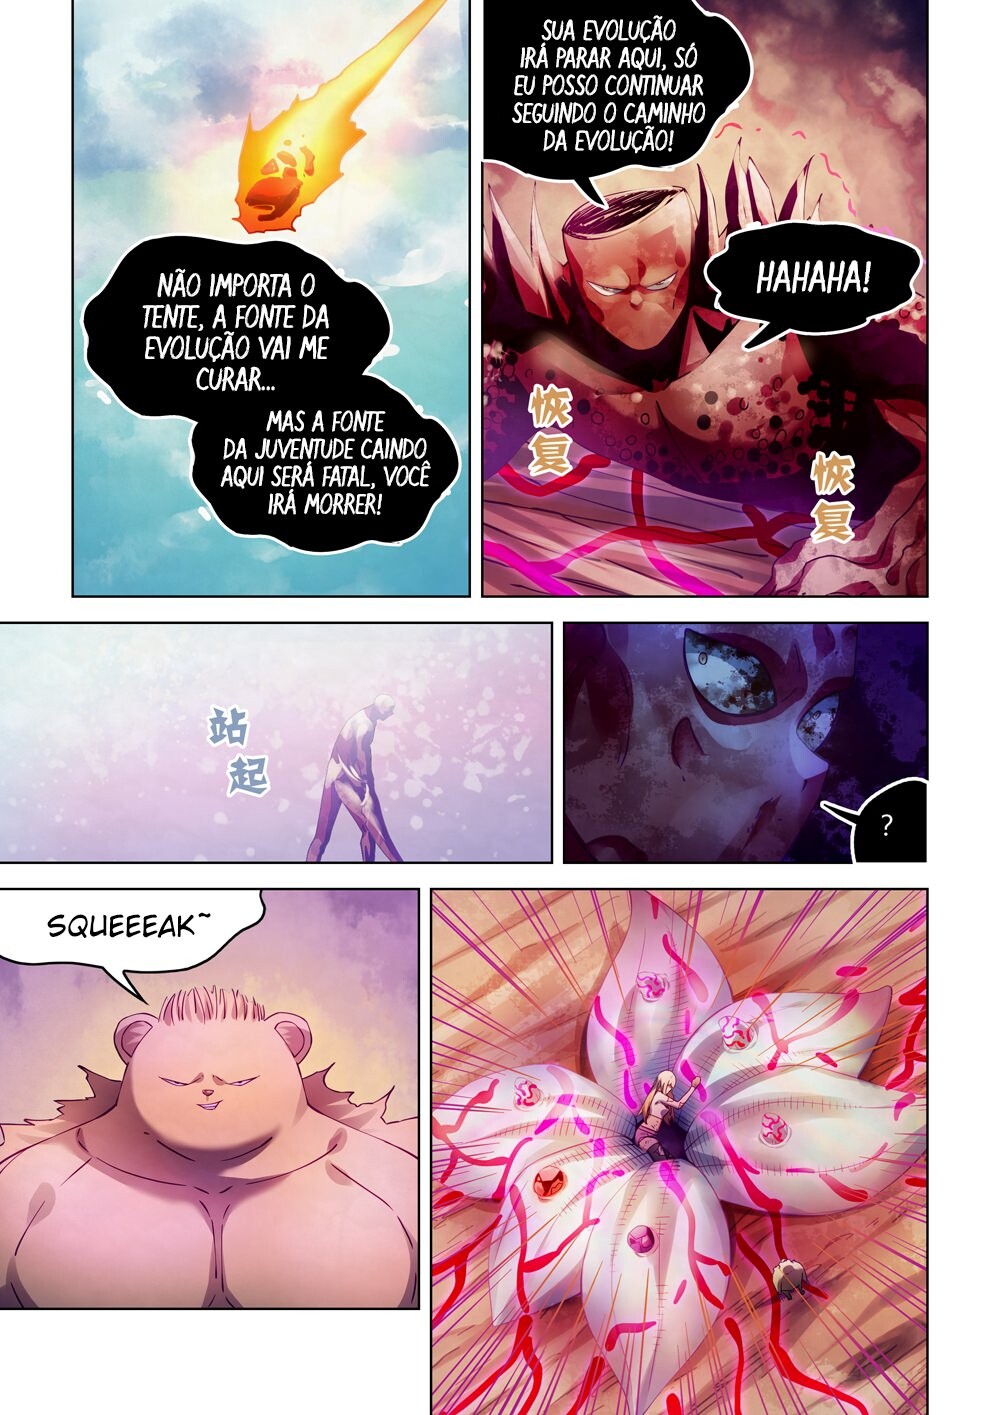 NÃO IMPORTA O
TENTE, A FONTE DA
EVOLUÇÃO VAI ME
CURAR...
MAS A FONTE
DA JUVENTUDE CAINDO
AQUI SERÁ FATAL, VOCÊ
IRÁ MORRER!
SUA EVOLUÇÃO
IRÁ PARAR AQUI, SÓ
EU POSSO CONTINUAR
SEGUINDO O CAMINHO
DA EVOLUÇÃO!
HAHAHA!
恢复
恢复
站起
?
SQUEEEAK~